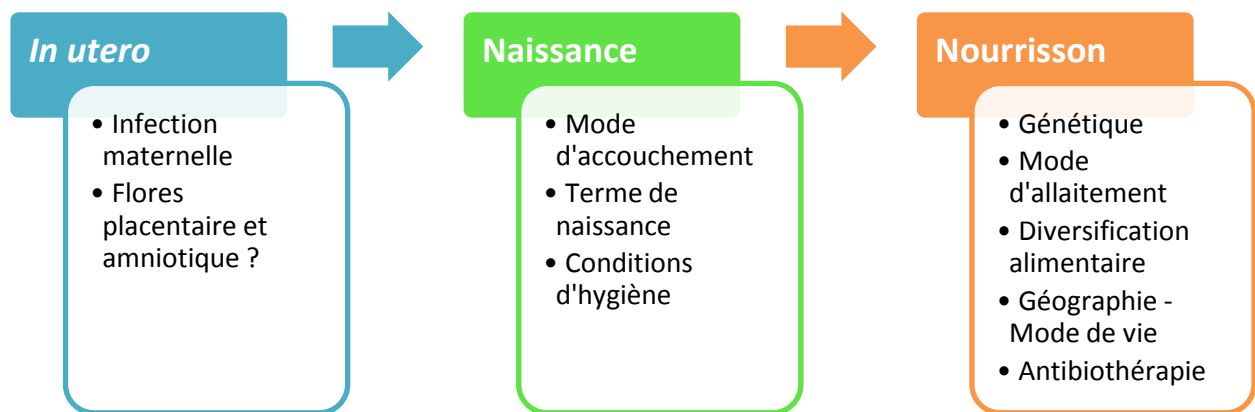 In utero
• Infection
maternelle
• Flores
placentaire et
amniotique ?
Naissance
• Mode
d'accouchement
• Terme de
naissance
• Conditions
d'hygiène
Nourrisson
• Génétique
• Mode
d'allaitement
• Diversification
alimentaire
• Géographie -
Mode de vie
• Antibiothérapie